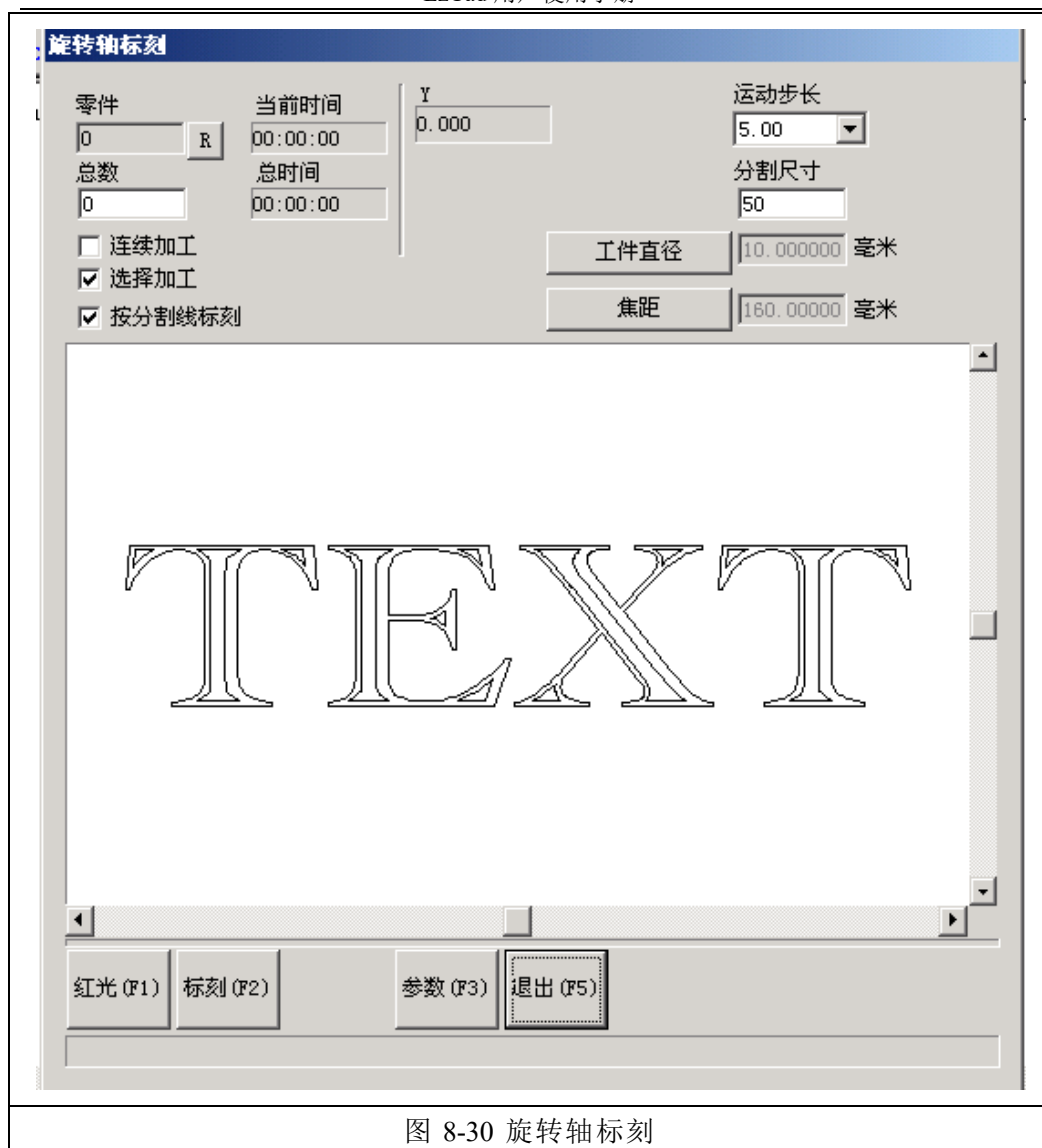 旋转轴标刻
零件 当前时间 Y 运动步长
0 R 00:00:00 0.000 5.00
总数 总时间 分割尺寸
0 00:00:00 50
连续加工 工件直径 10.000000 毫米
选择加工
按分割线标刻 焦距 160.00000 毫米
TEXT
红光(F1) 标刻(F2) 参数(F3) 退出(F5)
图 8-30 旋转轴标刻